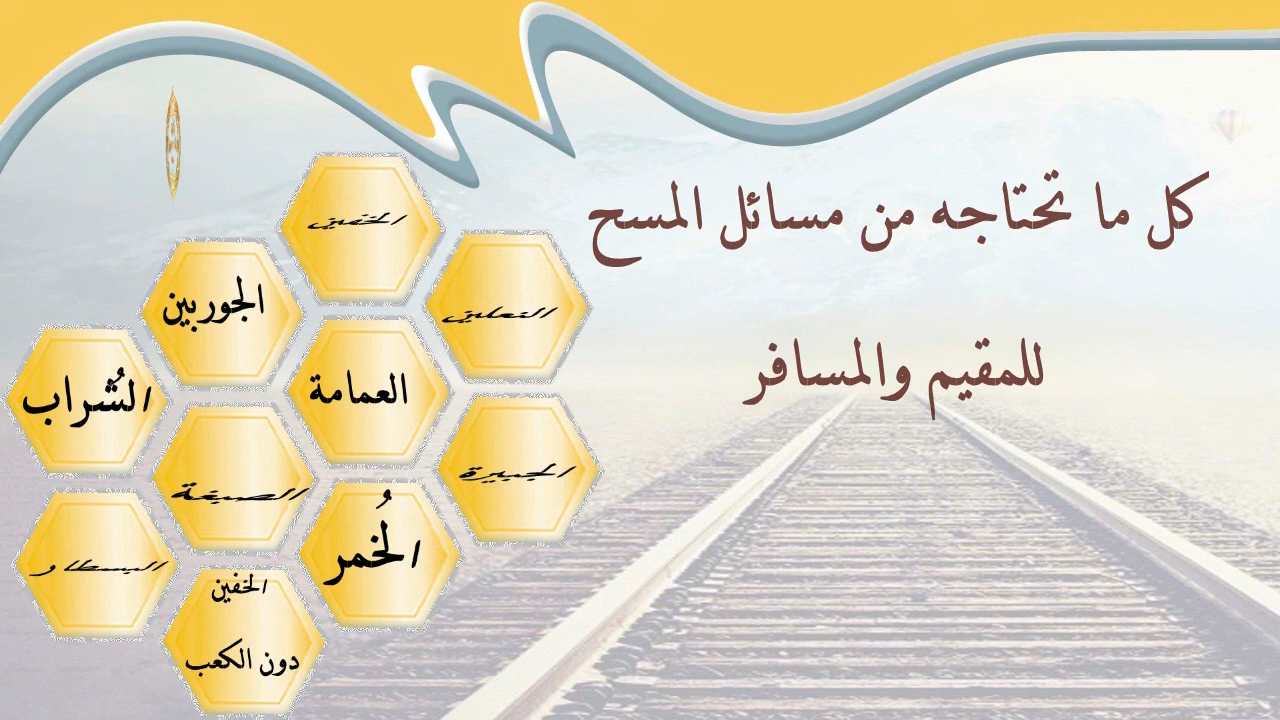 كل ما تحتاجه من مسائل المسح
للمقيم والمسافر
الخفين
النعلين
الجوربين
العمامة
الشُراب
الجبيرة
الصبغة
الخُمر
البسطار
الخفين
دون الكعب